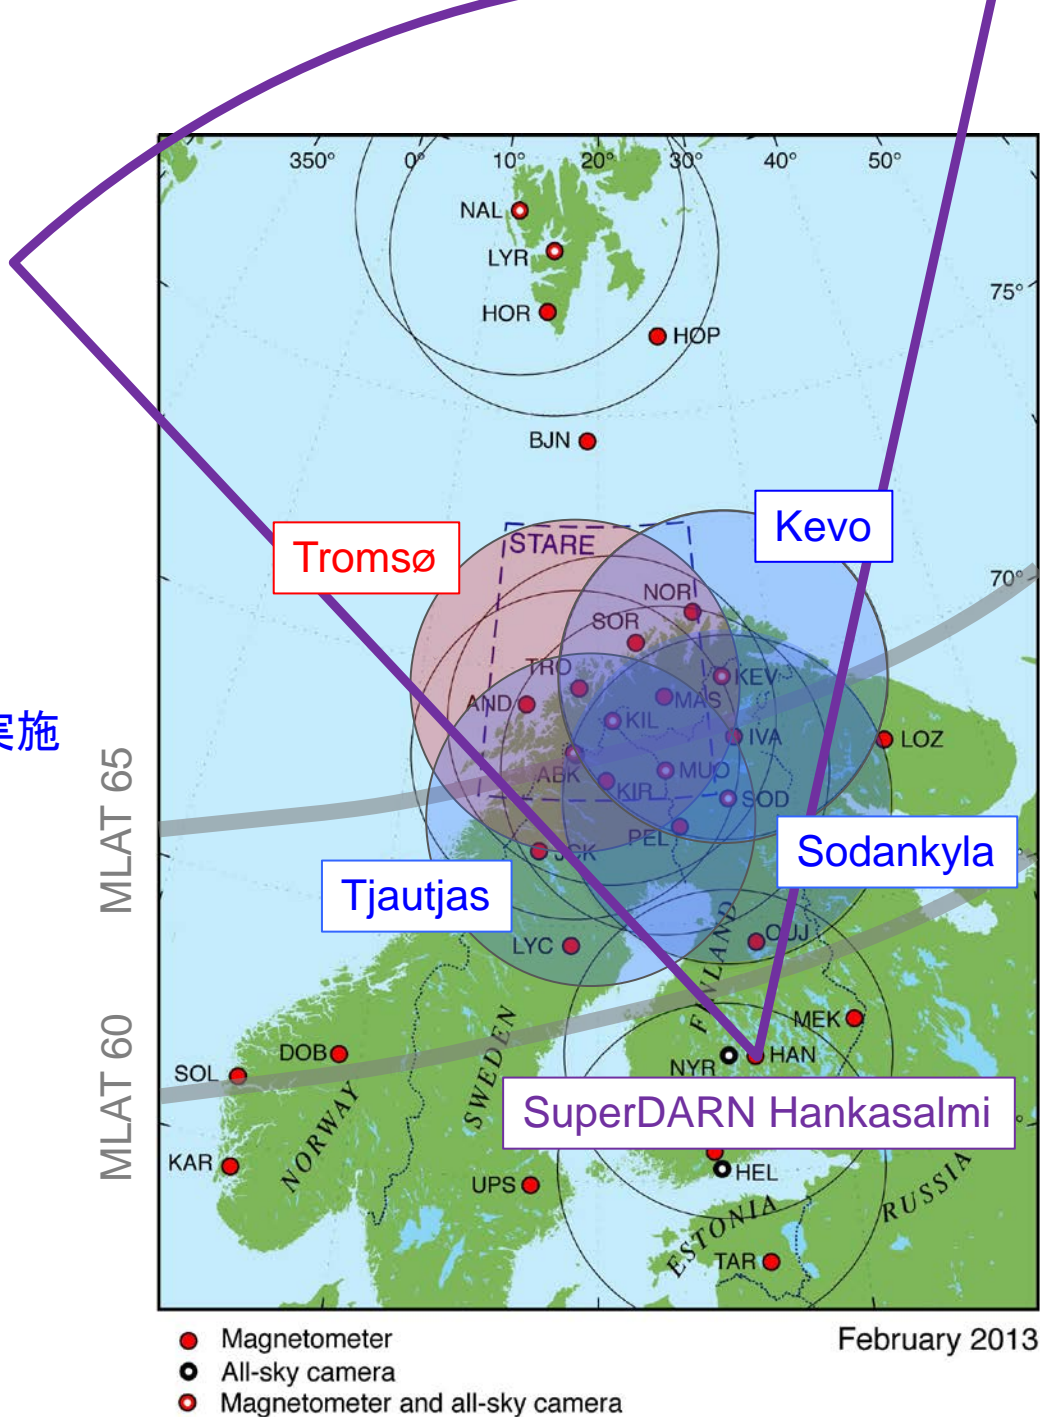 350° 0° 10° 20° 30° 40° 50°
NAL
LYR
75°
HOR
HOP
BJN
Kevo
STARE
Tromsø
70°
NOR
SOR
TRO
KEV
AND
MAS
KIL
実施
IVA
LOZ
MLAT 65
ABK
MUO
KIR
SOD
PEL
JCK
Sodankyla
Tjautjas
LYC
OUJ
FINLAND
MEK
DOB
NYR
HAN
SOL
SWEDEN
MLAT 60
SuperDARN Hankasalmi
NORWAY
KAR
HEL
UPS
RUSSIA
ESTONIA
TAR
Magnetometer
February 2013
All-sky camera
Magnetometer and all-sky camera